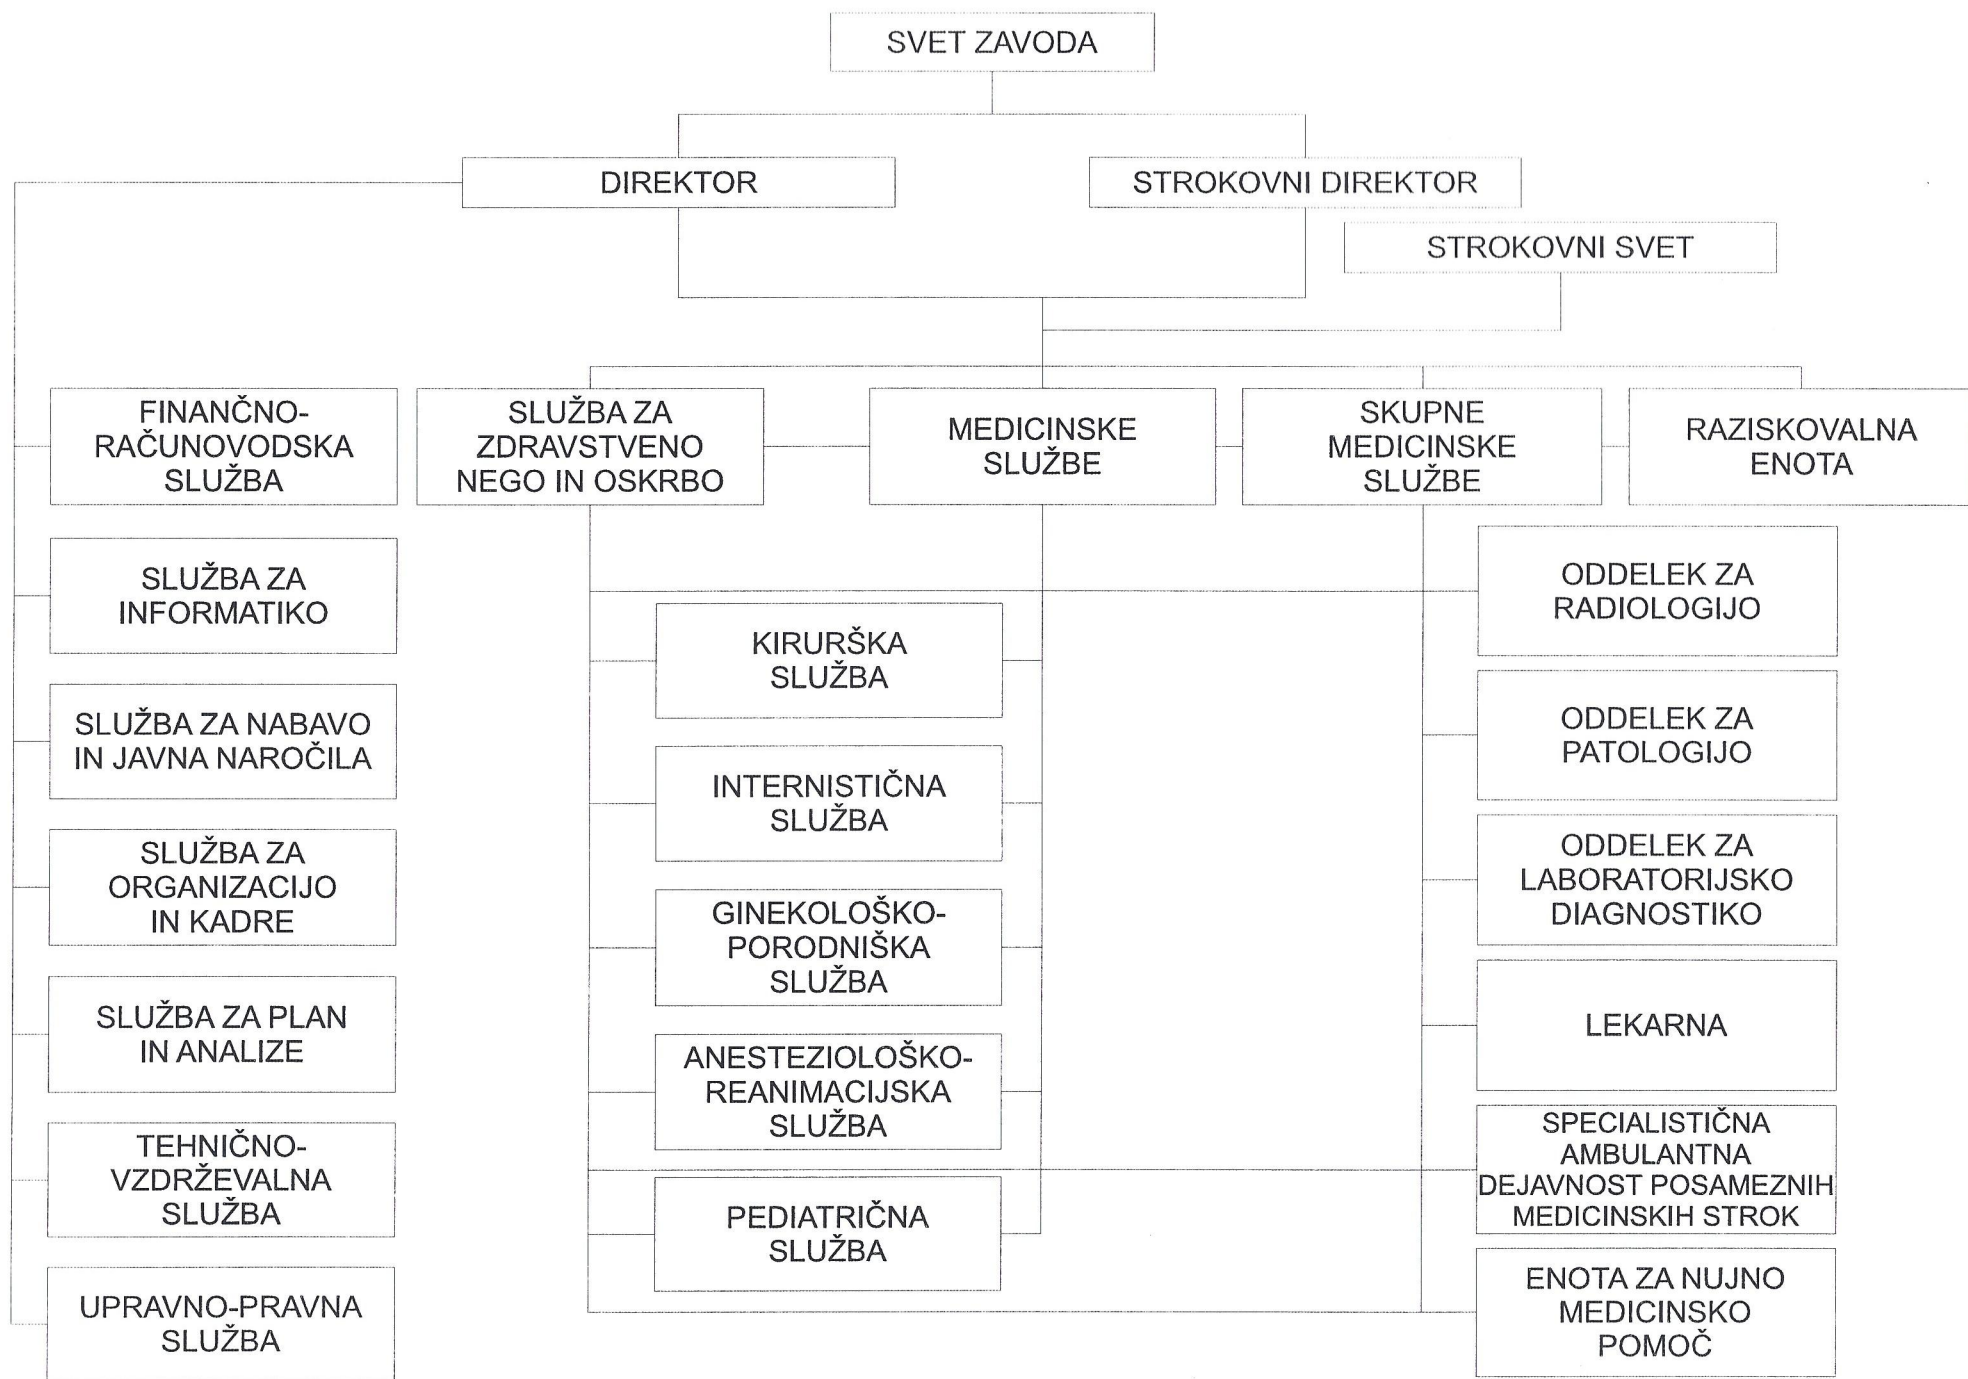 SVET ZAVODA
DIREKTOR
STROKOVNI DIREKTOR
STROKOVNI SVET
FINANČNO-
RAČUNOVODSKA
SLUŽBA
SLUŽBA ZA
ZDRAVSTVENO
NEGO IN OSKRBO
MEDICINSKE
SLUŽBE
SKUPNE
MEDICINSKE
SLUŽBE
RAZISKOVALNA
ENOTA
SLUŽBA ZA
INFORMATIKO
SLUŽBA ZA NABAVO
IN JAVNA NAROČILA
SLUŽBA ZA
ORGANIZACIJO
IN KADRE
SLUŽBA ZA PLAN
IN ANALIZE
TEHNIČNO-
VZDRŽEVALNA
SLUŽBA
UPRAVNO-PRAVNA
SLUŽBA
KIRURŠKA
SLUŽBA
INTERNISTIČNA
SLUŽBA
GINEKOLOŠKO-
PORODNIŠKA
SLUŽBA
ANESTEZIOLOŠKO-
REANIMACIJSKA
SLUŽBA
PEDIATRIČNA
SLUŽBA
ODDELEK ZA
RADIOLOGIJO
ODDELEK ZA
PATOLOGIJO
ODDELEK ZA
LABORATORIJSKO
DIAGNOSTIKO
LEKARNA
SPECIALISTIČNA
AMBULANTNA
DEJAVNOST POSAMEZNIH
MEDICINSKIH STROK
ENOTA ZA NUJNO
MEDICINSKO
POMOČ